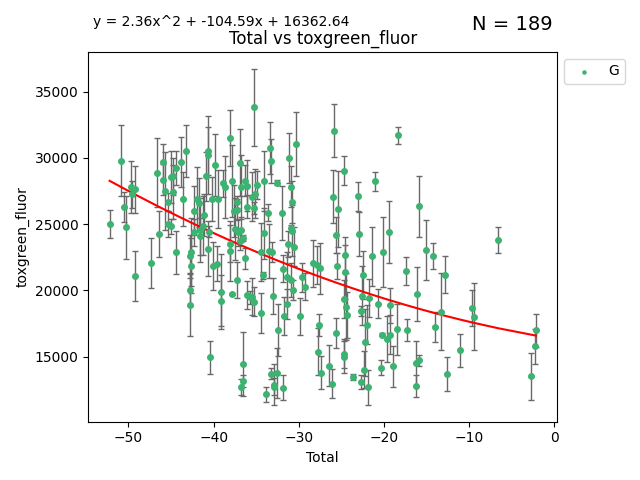 y = 2.36x^2 + -104.59x + 16362.64
N = 189
Total vs toxgreen_fluor
G
toxgreen_fluor
35000
30000
25000
20000
15000
−50
−40
−30
−20
−10
0
Total